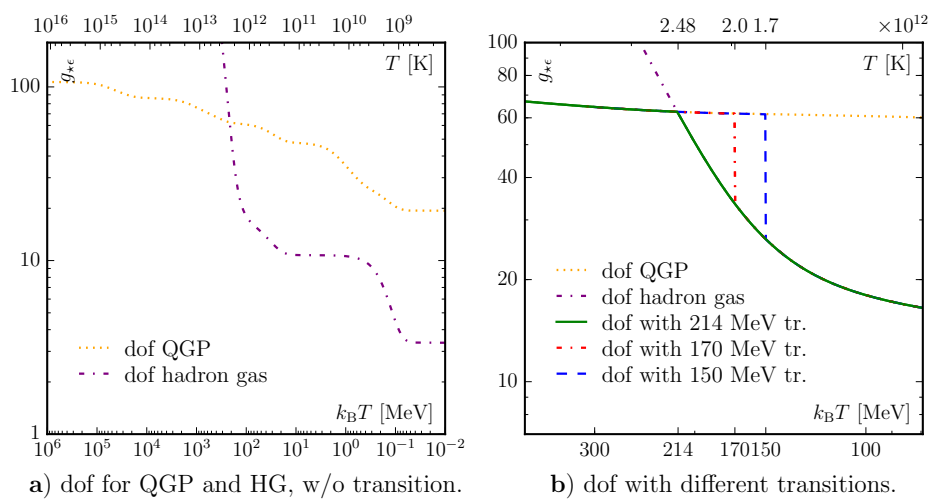 10^16 10^15 10^14 10^13 10^12 10^11 10^10 10^9
g⋆ϵ
T [K]
100
10
1
dof QGP
dof hadron gas
k_B T [MeV]
10^6 10^5 10^4 10^3 10^2 10^1 10^0 10^-1 10^-2
a) dof for QGP and HG, w/o transition.
2.48 2.0 1.7 ×10^12
g⋆ϵ
T [K]
100
80
60
40
20
10
dof QGP
dof hadron gas
dof with 214 MeV tr.
dof with 170 MeV tr.
dof with 150 MeV tr.
k_B T [MeV]
300 214 170 150 100
b) dof with different transitions.